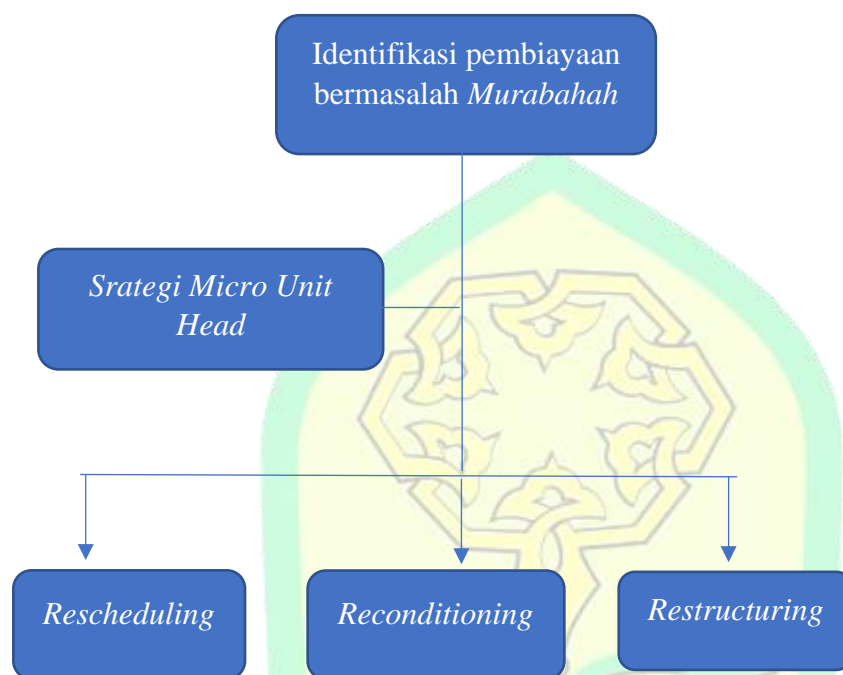 Identifikasi pembiayaan
bermasalah Murabahah
Srategi Micro Unit
Head
Rescheduling
Reconditioning
Restructuring